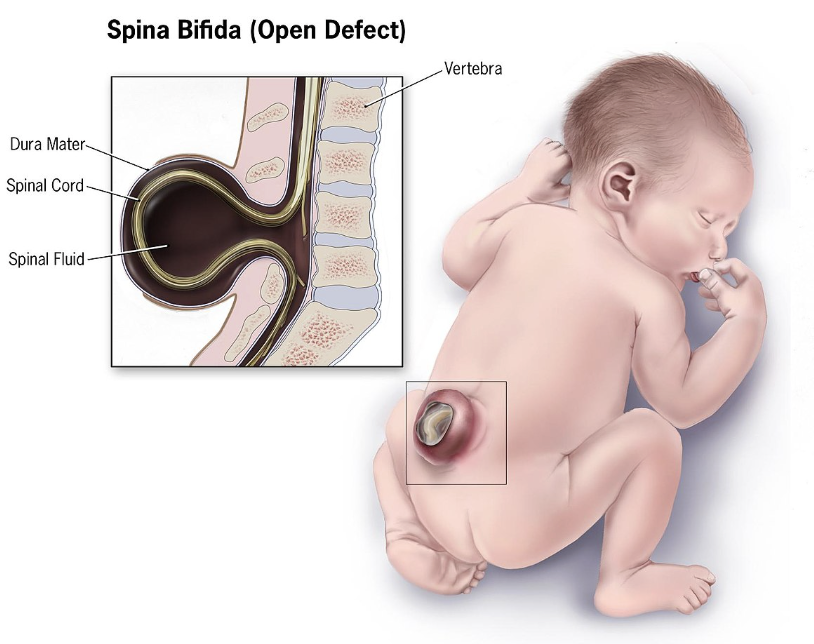 Spina Bifida (Open Defect)
Vertebra
Dura Mater
Spinal Cord
Spinal Fluid